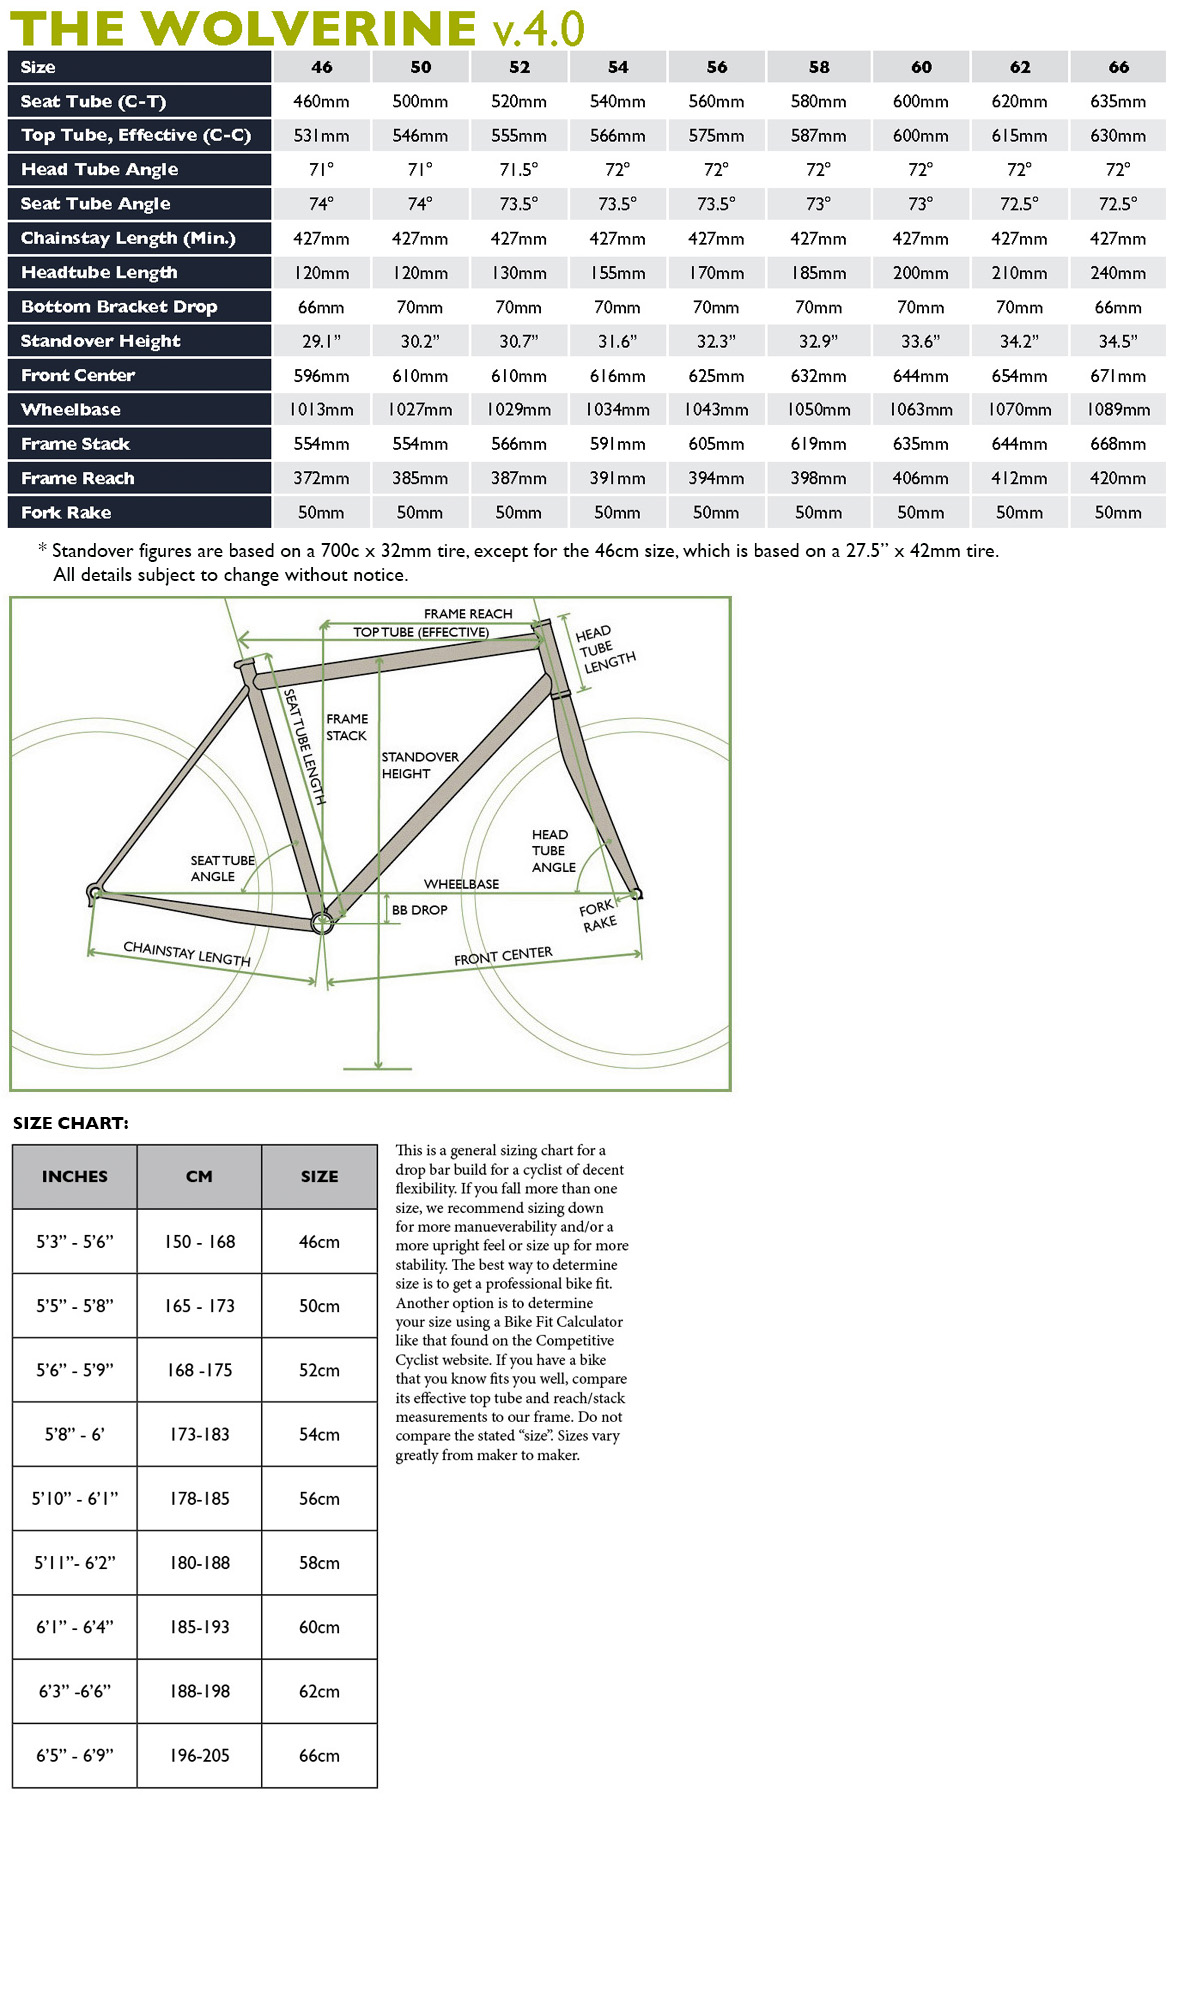 THE WOLVERINE v.4.0
Size 46 50 52 54 56 58 60 62 66
Seat Tube (C-T) 460mm 500mm 520mm 540mm 560mm 580mm 600mm 620mm 635mm
Top Tube, Effective (C-C) 531mm 546mm 555mm 566mm 575mm 587mm 600mm 615mm 630mm
Head Tube Angle 71° 71° 71.5° 72° 72° 72° 72° 72° 72°
Seat Tube Angle 74° 74° 73.5° 73.5° 73.5° 73° 73° 72.5° 72.5°
Chainstay Length (Min.) 427mm 427mm 427mm 427mm 427mm 427mm 427mm 427mm 427mm
Headtube Length 120mm 120mm 130mm 155mm 170mm 185mm 200mm 210mm 240mm
Bottom Bracket Drop 66mm 70mm 70mm 70mm 70mm 70mm 70mm 70mm 66mm
Standover Height 29.1” 30.2” 30.7” 31.6” 32.3” 32.9” 33.6” 34.2” 34.5”
Front Center 596mm 610mm 610mm 616mm 625mm 632mm 644mm 654mm 671mm
Wheelbase 1013mm 1027mm 1029mm 1034mm 1043mm 1050mm 1063mm 1070mm 1089mm
Frame Stack 554mm 554mm 566mm 591mm 605mm 619mm 635mm 644mm 668mm
Frame Reach 372mm 385mm 387mm 391mm 394mm 398mm 406mm 412mm 420mm
Fork Rake 50mm 50mm 50mm 50mm 50mm 50mm 50mm 50mm 50mm
* Standover figures are based on a 700c x 32mm tire, except for the 46cm size, which is based on a 27.5” x 42mm tire.
All details subject to change without notice.
FRAME REACH
TOP TUBE (EFFECTIVE)
HEAD
TUBE
LENGTH
SEAT TUBE LENGTH
FRAME
STACK
STANDOVER
HEIGHT
SEAT TUBE
ANGLE
HEAD
TUBE
ANGLE
WHEELBASE
BB DROP
FORK
RAKE
CHAINSTAY LENGTH
FRONT CENTER
SIZE CHART:
INCHES CM SIZE
5’3” - 5’6” 150 - 168 46cm
5’5” - 5’8” 165 - 173 50cm
5’6” - 5’9” 168 -175 52cm
5’8” - 6’ 173-183 54cm
5’10” - 6’1” 178-185 56cm
5’11”- 6’2” 180-188 58cm
6’1” - 6’4” 185-193 60cm
6’3” -6’6” 188-198 62cm
6’5” - 6’9” 196-205 66cm
This is a general sizing chart for a
drop bar build for a cyclist of decent
flexibility. If you fall more than one
size, we recommend sizing down
for more manueverability and/or a
more upright feel or size up for more
stability. The best way to determine
size is to get a professional bike fit.
Another option is to determine
your size using a Bike Fit Calculator
like that found on the Competitive
Cyclist website. If you have a bike
that you know fits you well, compare
its effective top tube and reach/stack
measurements to our frame. Do not
compare the stated “size”. Sizes vary
greatly from maker to maker.